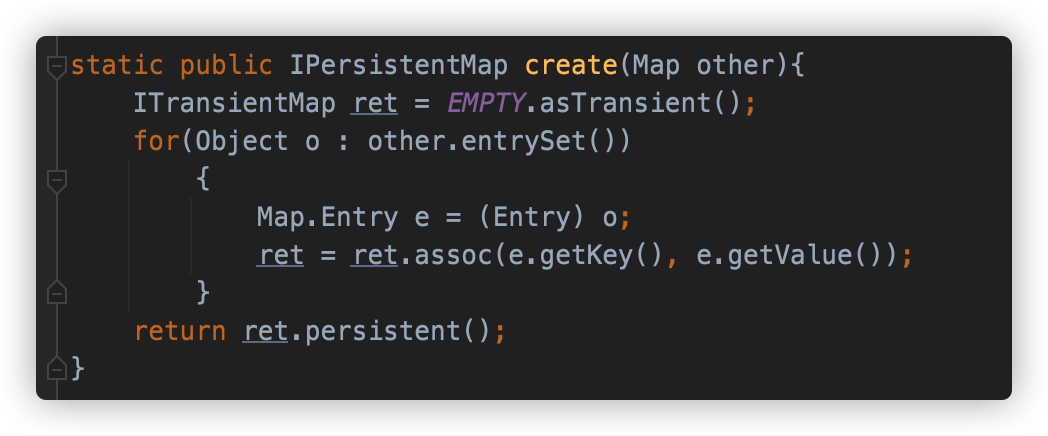 static public IPersistentMap create(Map other){
    ITransientMap ret = EMPTY.asTransient();
    for(Object o : other.entrySet())
        {
            Map.Entry e = (Entry) o;
            ret = ret.assoc(e.getKey(), e.getValue());
        }
    return ret.persistent();
}